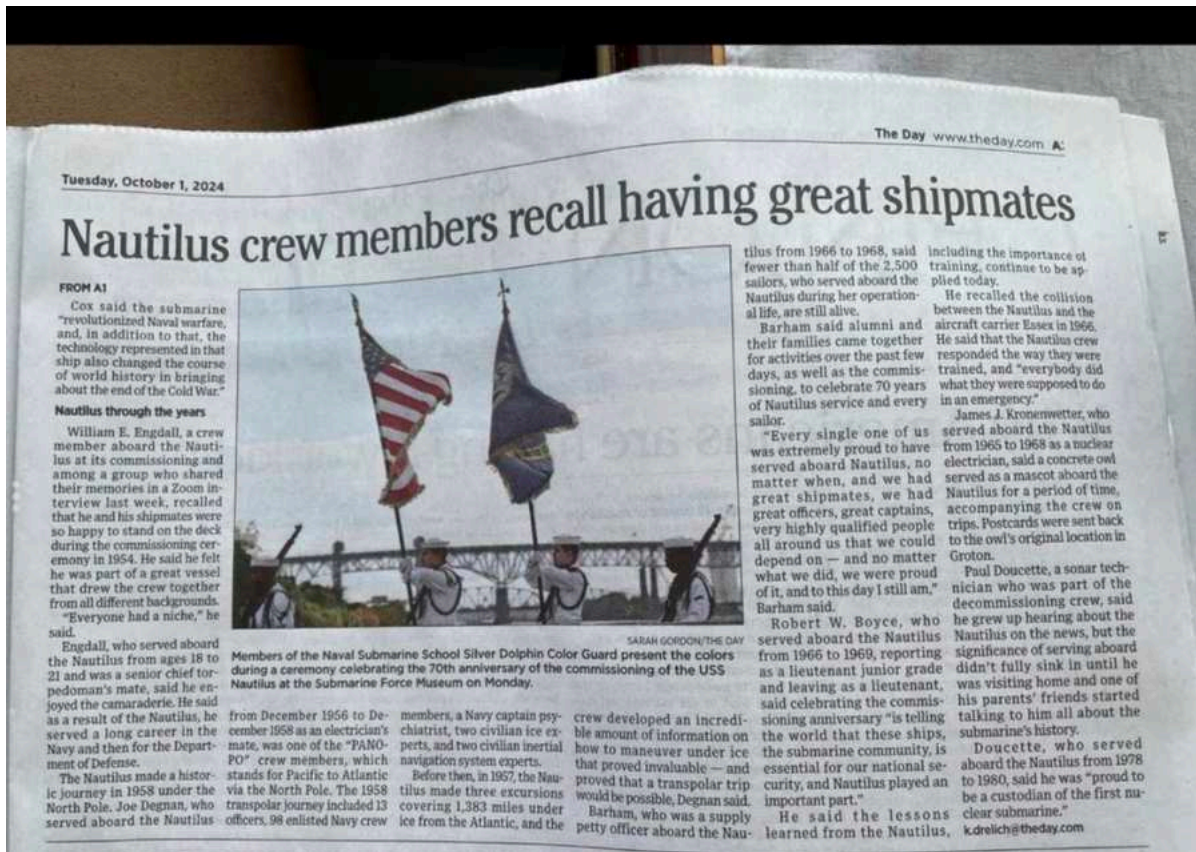 The Day www.theday.com
Tuesday, October 1, 2024
Nautilus crew members recall having great shipmates
FROM A1
Cox said the submarine
"revolutionized Naval warfare,
and, in addition to that, the
technology represented in that
ship also changed the course
of world history in bringing
about the end of the Cold War."
Nautilus through the years
William E. Engdall, a crew
member aboard the Nauti-
lus at its commissioning and
among a group who shared
their memories in a Zoom in-
terview last week, recalled
that he and his shipmates were
so happy to stand on the deck
during the commissioning cer-
emony in 1954. He said he felt
he was part of a great vessel
that drew the crew together
from all different backgrounds.
"Everyone had a niche," he
said.
Engdall, who served aboard
the Nautilus from ages 18 to
21 and was a senior chief tor-
pedoman's mate, said he en-
joyed the camaraderie. He said
as a result of the Nautilus, he
served a long career in the
Navy and then for the Depart-
ment of Defense.
The Nautilus made a histor-
ic journey in 1958 under the
North Pole. Joe Degnan, who
served aboard the Nautilus
SARAH GORDON/THE DAY
Members of the Naval Submarine School Silver Dolphin Color Guard present the colors
during a ceremony celebrating the 70th anniversary of the commissioning of the USS
Nautilus at the Submarine Force Museum on Monday.
from December 1956 to De-
cember 1958 as an electrician's
mate, was one of the "PANO-
PO" crew members, which
stands for Pacific to Atlantic
via the North Pole. The 1958
transpolar journey included 13
officers, 98 enlisted Navy crew
members, a Navy captain psy-
chiatrist, two civilian ice ex-
perts, and two civilian inertial
navigation system experts.
Before then, in 1957, the Nau-
tilus made three excursions
covering 1,383 miles under
ice from the Atlantic, and the
crew developed an incredi-
ble amount of information on
how to maneuver under ice
that proved invaluable — and
proved that a transpolar trip
would be possible, Degnan said.
Barham, who was a supply
petty officer aboard the Nau-
tilus from 1966 to 1968, said
fewer than half of the 2,500
sailors, who served aboard the
Nautilus during her operation-
al life, are still alive.
Barham said alumni and
their families came together
for activities over the past few
days, as well as the commis-
sioning, to celebrate 70 years
of Nautilus service and every
sailor.
"Every single one of us
was extremely proud to have
served aboard Nautilus, no
matter when, and we had
great shipmates, we had
great officers, great captains,
very highly qualified people
all around us that we could
depend on — and no matter
what we did, we were proud
of it, and to this day I still am,"
Barham said.
Robert W. Boyce, who
served aboard the Nautilus
from 1966 to 1969, reporting
as a lieutenant junior grade
and leaving as a lieutenant,
said celebrating the commis-
sioning anniversary "is telling
the world that these ships,
the submarine community, is
essential for our national se-
curity, and Nautilus played an
important part."
He said the lessons
learned from the Nautilus,
including the importance of
training, continue to be ap-
plied today.
He recalled the collision
between the Nautilus and the
aircraft carrier Essex in 1966.
He said that the Nautilus crew
responded the way they were
trained, and "everybody did
what they were supposed to do
in an emergency."
James J. Kronenwetter, who
served aboard the Nautilus
from 1965 to 1968 as a nuclear
electrician, said a concrete owl
served as a mascot aboard the
Nautilus for a period of time,
accompanying the crew on
trips. Postcards were sent back
to the owl's original location in
Groton.
Paul Doucette, a sonar tech-
nician who was part of the
decommissioning crew, said
he grew up hearing about the
Nautilus on the news, but the
significance of serving aboard
didn't fully sink in until he
was visiting home and one of
his parents' friends started
talking to him all about the
submarine's history.
Doucette, who served
aboard the Nautilus from 1978
to 1980, said he was "proud to
be a custodian of the first nu-
clear submarine."
k.drelich@theday.com